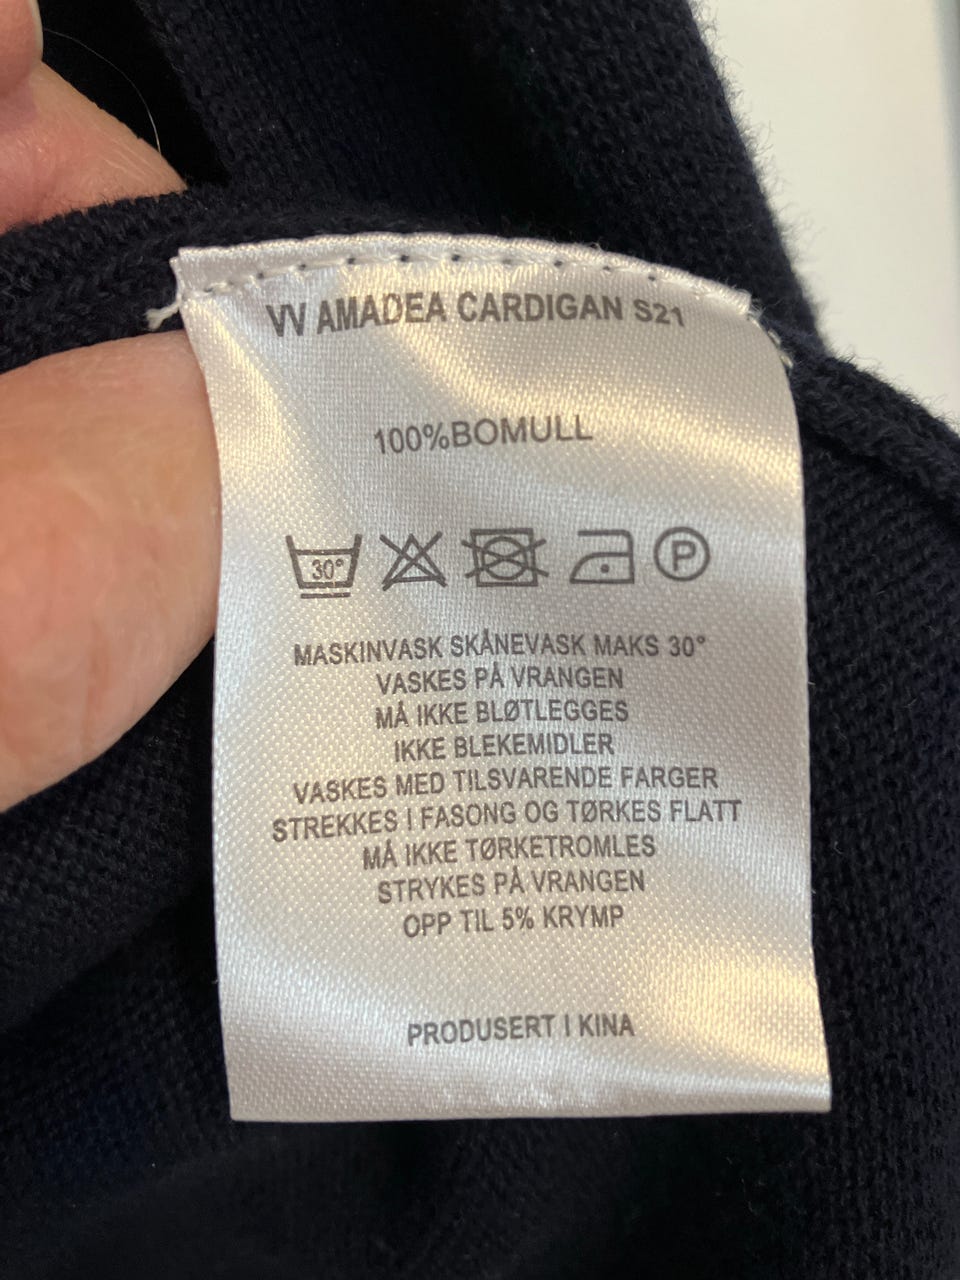 VV AMADEA CARDIGAN S21
100%BOMULL
30° P
MASKINVASK SKÅNEVASK MAKS 30°
VASKES PÅ VRANGEN
MÅ IKKE BLØTLEGGES
IKKE BLEKEMIDLER
VASKES MED TILSVARENDE FARGER
STREKKES I FASONG OG TØRKES FLATT
MÅ IKKE TØRKETROMLES
STRYKES PÅ VRANGEN
OPP TIL 5% KRYMP
PRODUSERT I KINA